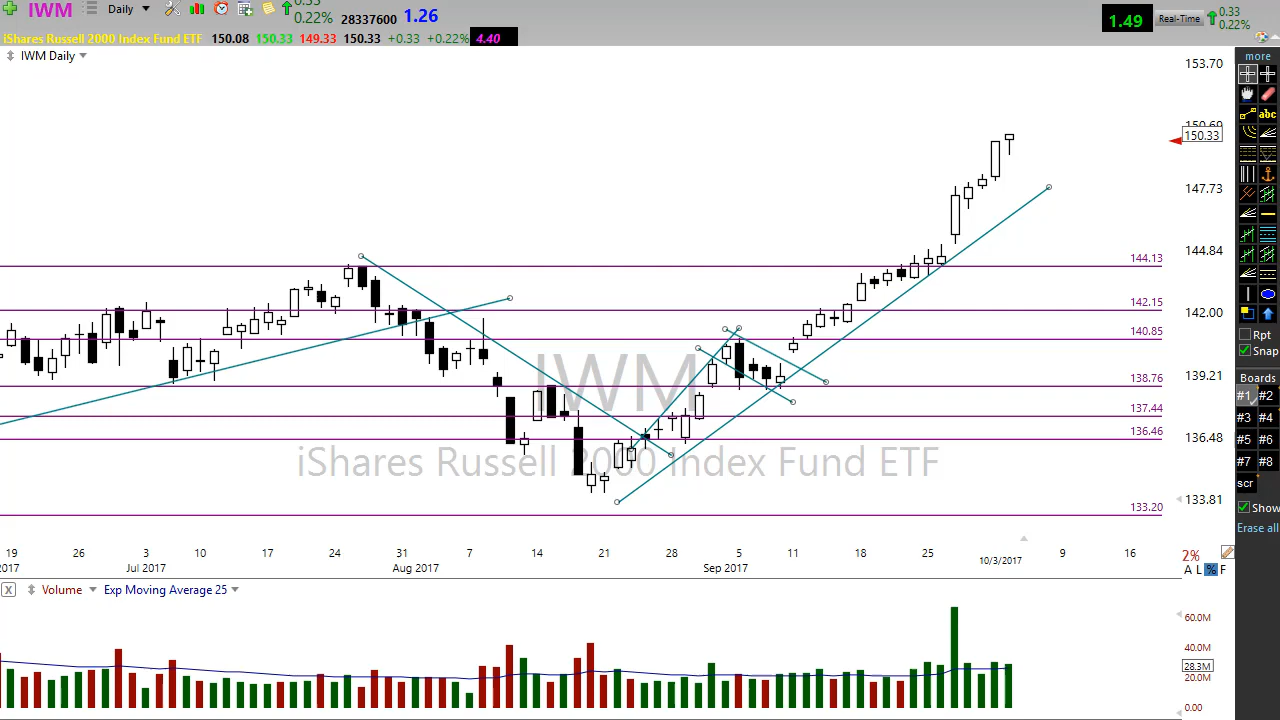 IWM Daily 0.33 0.22% 28337600 1.26 1.49 Real-Time 0.33 0.22%
iShares Russell 2000 Index Fund ETF 150.08 150.33 149.33 150.33 +0.33 +0.22% 4.40
IWM Daily
more
153.70
150.60
150.33
147.73
144.84
142.00
139.21
136.48
133.81
144.13
142.15
140.85
138.76
137.44
136.46
133.20
IWM
iShares Russell 2000 Index Fund ETF
abc
Rpt
Snap
Boards
#1 #2
#3 #4
#5 #6
#7 #8
scr
Show
Erase all
19 26 3 10 17 24 31 7 14 21 28 5 11 18 25 10/3/2017 9 16
2017 Jul 2017 Aug 2017 Sep 2017
2%
A L % F
X Volume Exp Moving Average 25
60.0M
40.0M
28.3M
20.0M
0.00